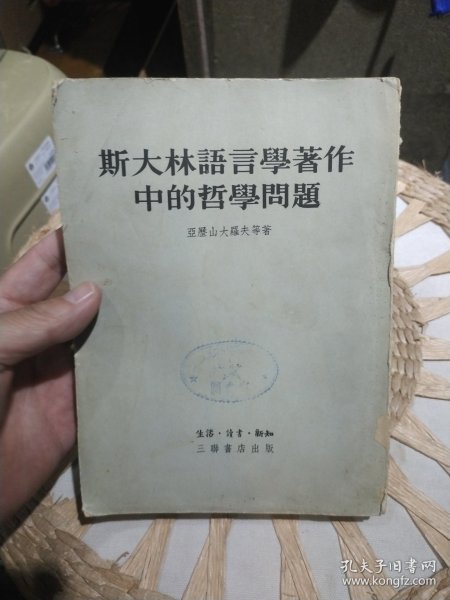 斯大林語言學著作
中的哲學問題
亞歷山大羅夫等著
生活·讀書·新知
三聯書店出版
孔夫子旧书网
www.kongfz.com